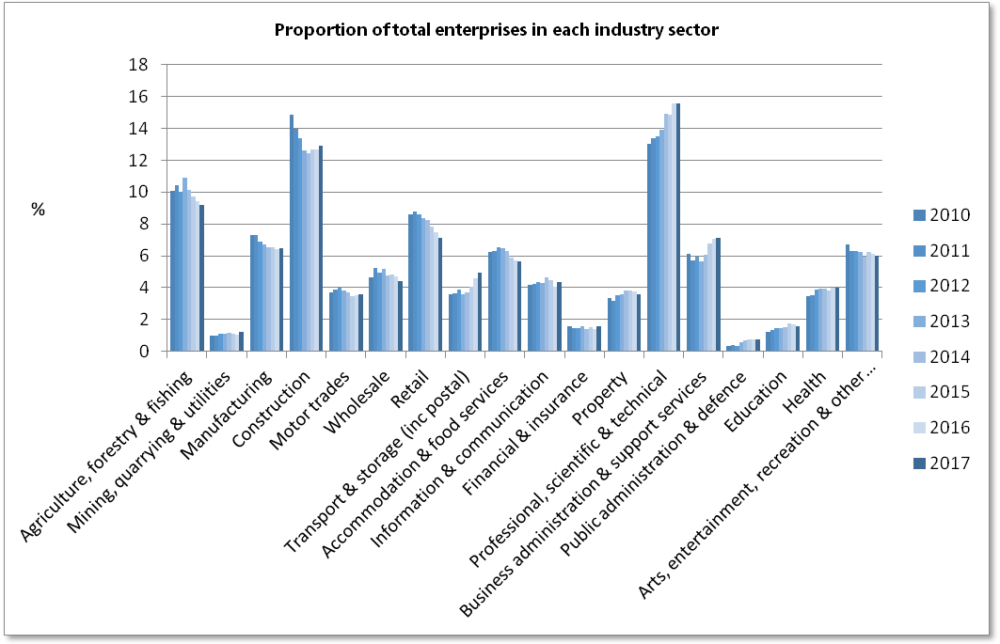 Proportion of total enterprises in each industry sector
18
16
14
12
10
8
6
4
2
0
%
Agriculture, forestry & fishing
Mining, quarrying & utilities
Manufacturing
Construction
Motor trades
Wholesale
Retail
Transport & storage (inc postal)
Accommodation & food services
Information & communication
Financial & insurance
Property
Professional, scientific & technical
Business administration & support services
Public administration & defence
Education
Health
Arts, entertainment, recreation & other...
2010
2011
2012
2013
2014
2015
2016
2017